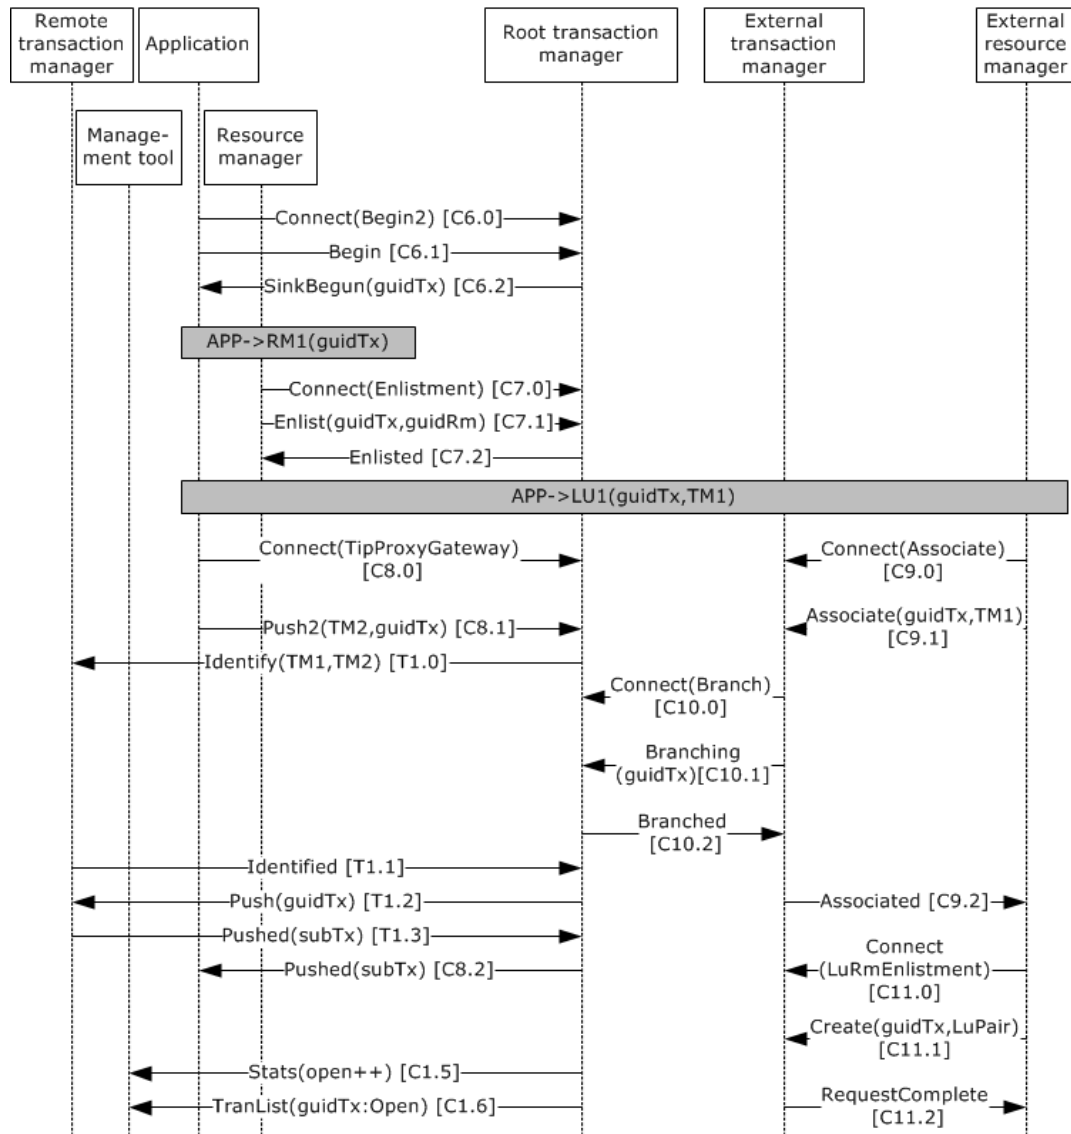 Remote
transaction
manager
Application
Root transaction
manager
External
transaction
manager
External
resource
manager
Manage-
ment tool
Resource
manager
Connect(Begin2) [C6.0]
Begin [C6.1]
SinkBegun(guidTx) [C6.2]
APP->RM1(guidTx)
Connect(Enlistment) [C7.0]
Enlist(guidTx,guidRm) [C7.1]
Enlisted [C7.2]
APP->LU1(guidTx,TM1)
Connect(TipProxyGateway)
[C8.0]
Connect(Associate)
[C9.0]
Push2(TM2,guidTx) [C8.1]
Associate(guidTx,TM1)
[C9.1]
Identify(TM1,TM2) [T1.0]
Connect(Branch)
[C10.0]
Branching
(guidTx)[C10.1]
Branched
[C10.2]
Identified [T1.1]
Push(guidTx) [T1.2]
Associated [C9.2]
Pushed(subTx) [T1.3]
Pushed(subTx) [C8.2]
Connect
(LuRmEnlistment)
[C11.0]
Create(guidTx,LuPair)
[C11.1]
Stats(open++) [C1.5]
TranList(guidTx:Open) [C1.6]
RequestComplete
[C11.2]